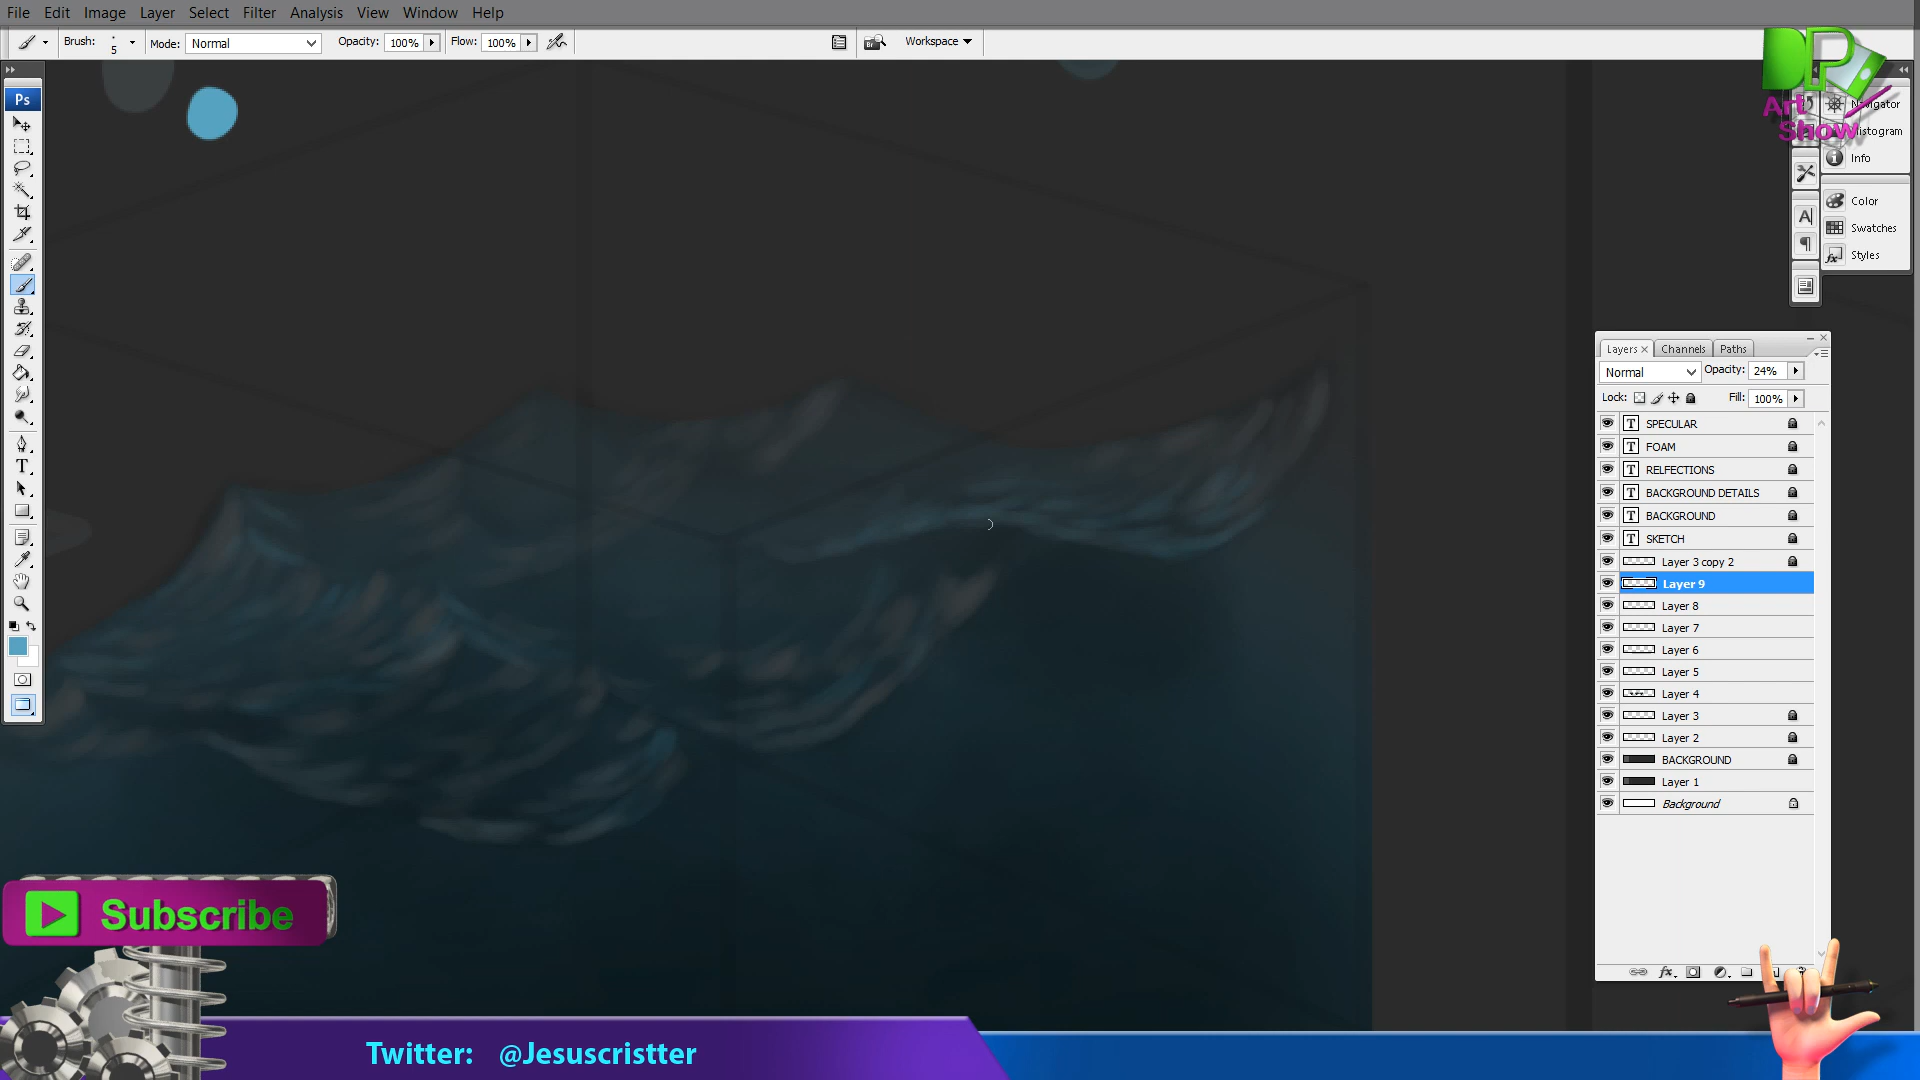 File Edit Image Layer Select Filter Analysis View Window Help
Brush: 5 Mode: Normal Opacity: 100% Flow: 100% Br Workspace
DP
Art
Show
Ps
Navigator
Histogram
Info
Color
Swatches
Styles
T
Layers Channels Paths
Normal Opacity: 24%
Lock: Fill: 100%
T SPECULAR
T FOAM
T RELFECTIONS
T BACKGROUND DETAILS
T BACKGROUND
T SKETCH
Layer 3 copy 2
Layer 9
Layer 8
Layer 7
Layer 6
Layer 5
Layer 4
Layer 3
Layer 2
BACKGROUND
Layer 1
Background
fx
Subscribe
Twitter: @Jesuscristter